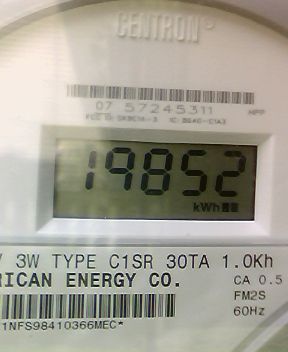 CENTRON
07 57245311 HPP
19852
kWh
V 3W TYPE C1SR 30TA 1.0Kh
RICAN ENERGY CO. CA 0.5
FM2S
60Hz
1NFS98410366MEC*